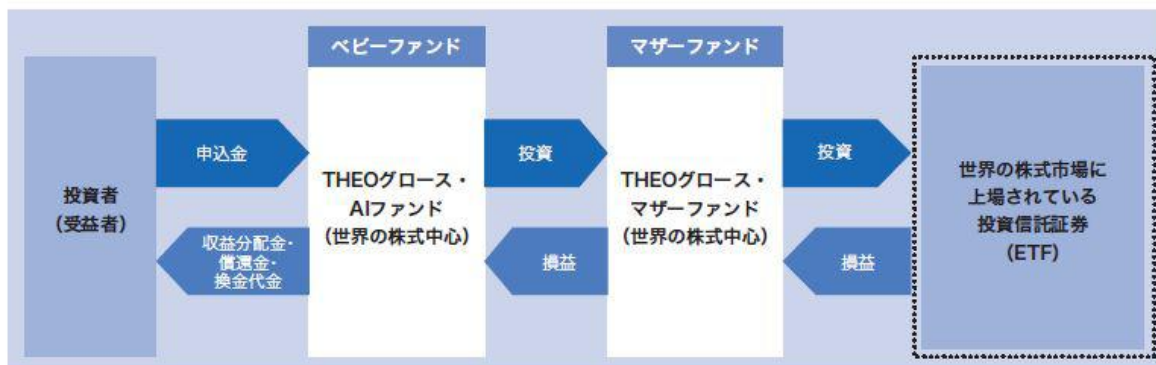 ベビーファンド
マザーファンド
投資者
(受益者)
申込金
収益分配金・
償還金・
換金代金
THEOグロース・
AIファンド
(世界の株式中心)
投資
損益
THEOグロース・
マザーファンド
(世界の株式中心)
投資
損益
世界の株式市場に
上場されている
投資信託証券
(ETF)